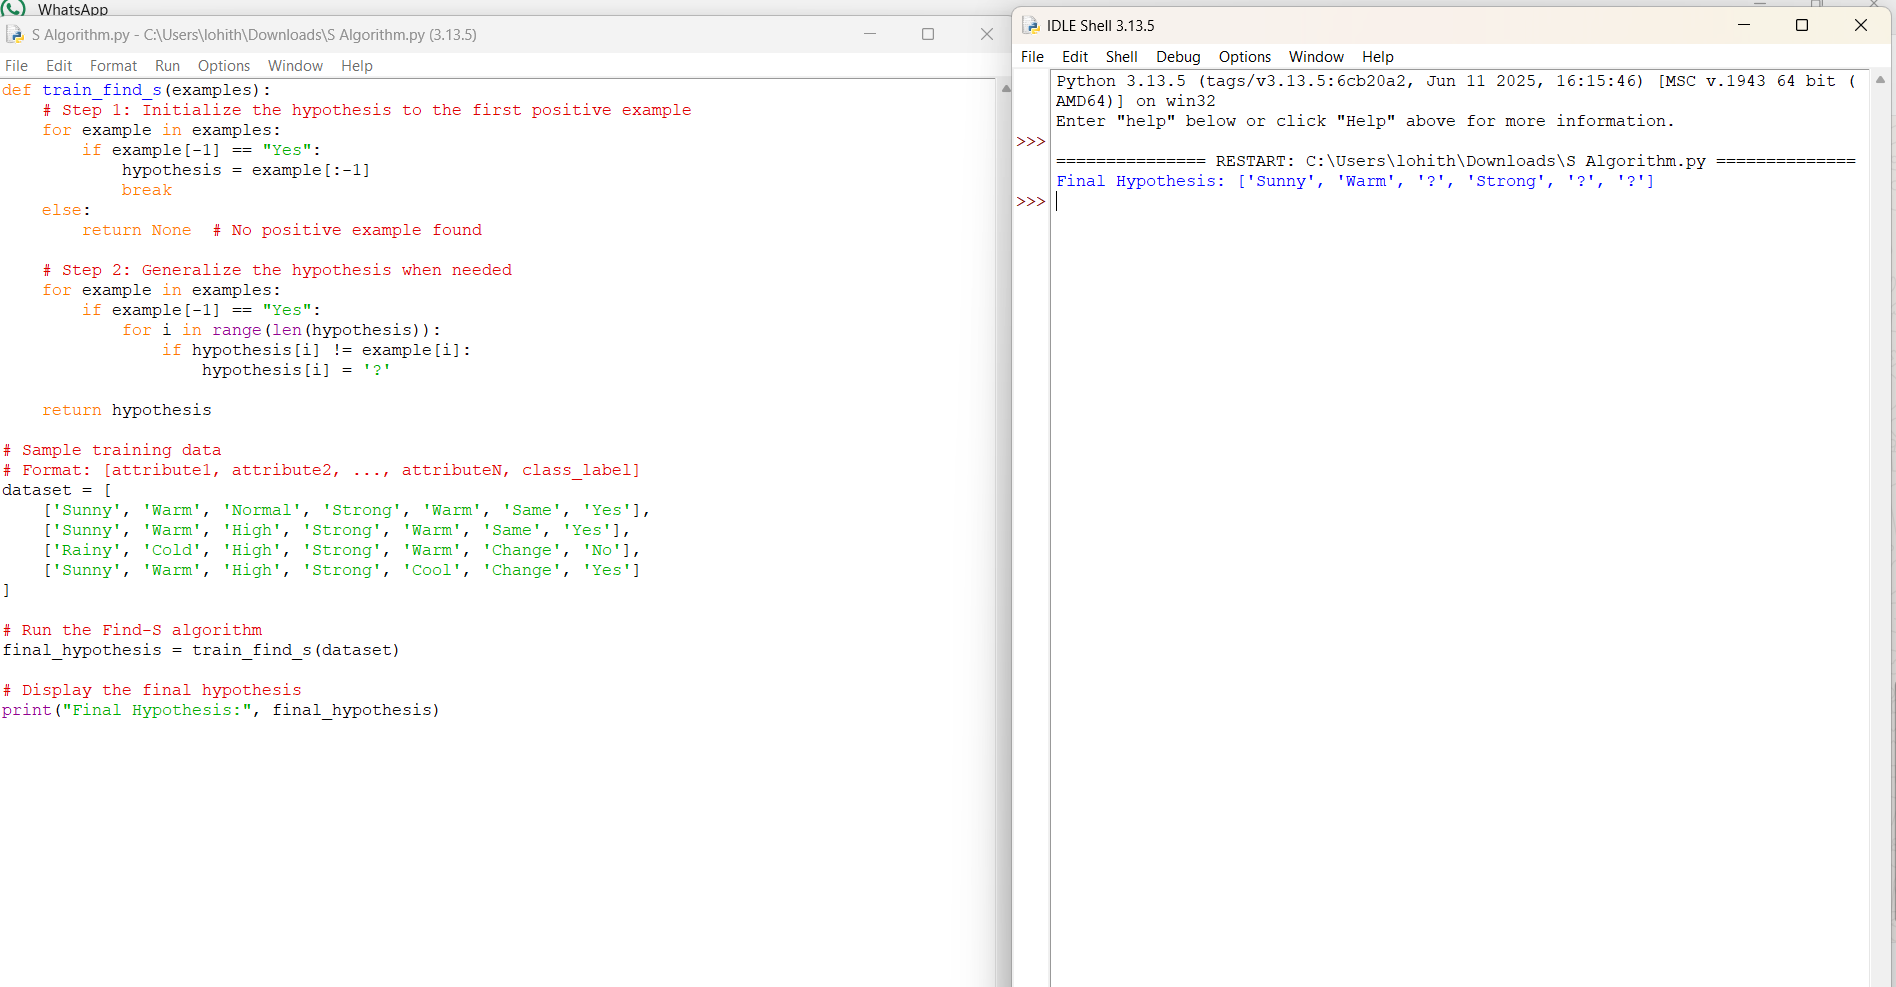 WhatsApp
S Algorithm.py - C:\Users\lohith\Downloads\S Algorithm.py (3.13.5)
File Edit Format Run Options Window Help
def train_find_s(examples):
    # Step 1: Initialize the hypothesis to the first positive example
    for example in examples:
        if example[-1] == "Yes":
            hypothesis = example[:-1]
            break
    else:
        return None  # No positive example found

    # Step 2: Generalize the hypothesis when needed
    for example in examples:
        if example[-1] == "Yes":
            for i in range(len(hypothesis)):
                if hypothesis[i] != example[i]:
                    hypothesis[i] = '?'

    return hypothesis

# Sample training data
# Format: [attribute1, attribute2, ..., attributeN, class_label]
dataset = [
    ['Sunny', 'Warm', 'Normal', 'Strong', 'Warm', 'Same', 'Yes'],
    ['Sunny', 'Warm', 'High', 'Strong', 'Warm', 'Same', 'Yes'],
    ['Rainy', 'Cold', 'High', 'Strong', 'Warm', 'Change', 'No'],
    ['Sunny', 'Warm', 'High', 'Strong', 'Cool', 'Change', 'Yes']
]

# Run the Find-S algorithm
final_hypothesis = train_find_s(dataset)

# Display the final hypothesis
print("Final Hypothesis:", final_hypothesis)
IDLE Shell 3.13.5
File Edit Shell Debug Options Window Help
Python 3.13.5 (tags/v3.13.5:6cb20a2, Jun 11 2025, 16:15:46) [MSC v.1943 64 bit (
AMD64)] on win32
Enter "help" below or click "Help" above for more information.
>>>
=============== RESTART: C:\Users\lohith\Downloads\S Algorithm.py ==============
Final Hypothesis: ['Sunny', 'Warm', '?', 'Strong', '?', '?']
>>>